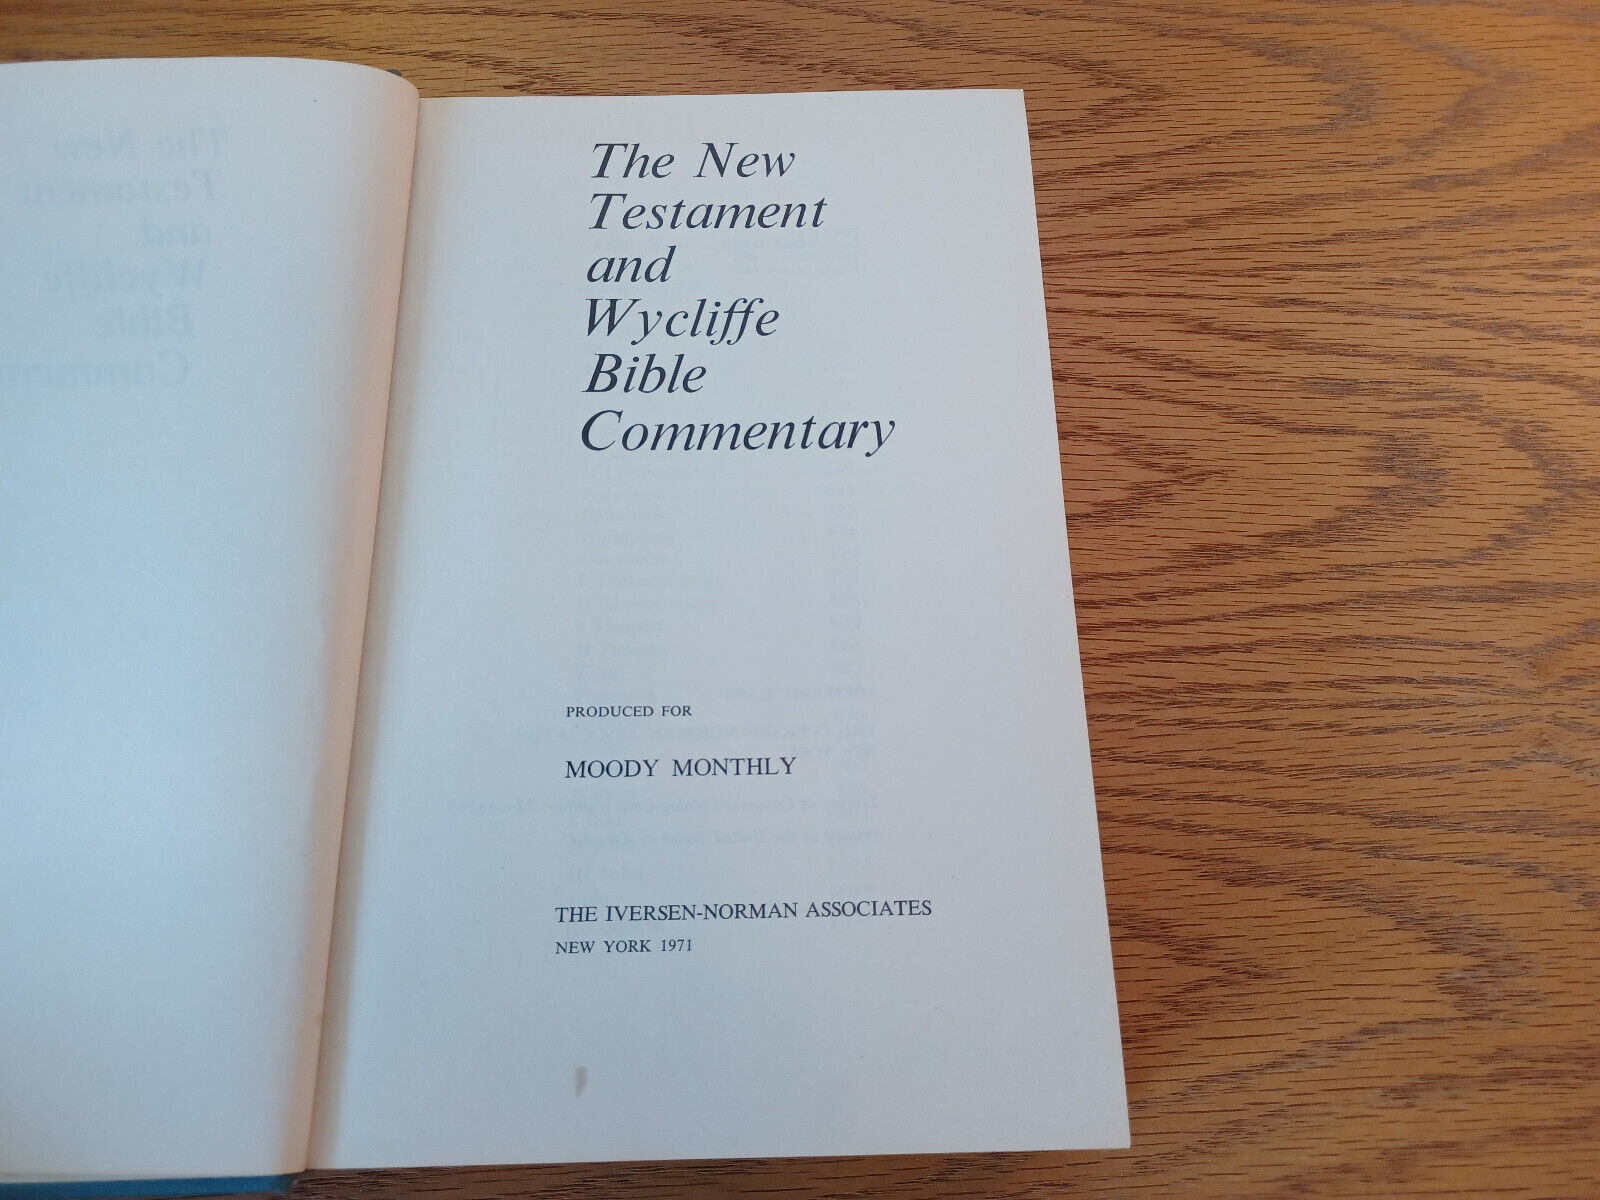 The New
Testament
and
Wycliffe
Bible
Commentary
PRODUCED FOR
MOODY MONTHLY
THE IVERSEN-NORMAN ASSOCIATES
NEW YORK 1971